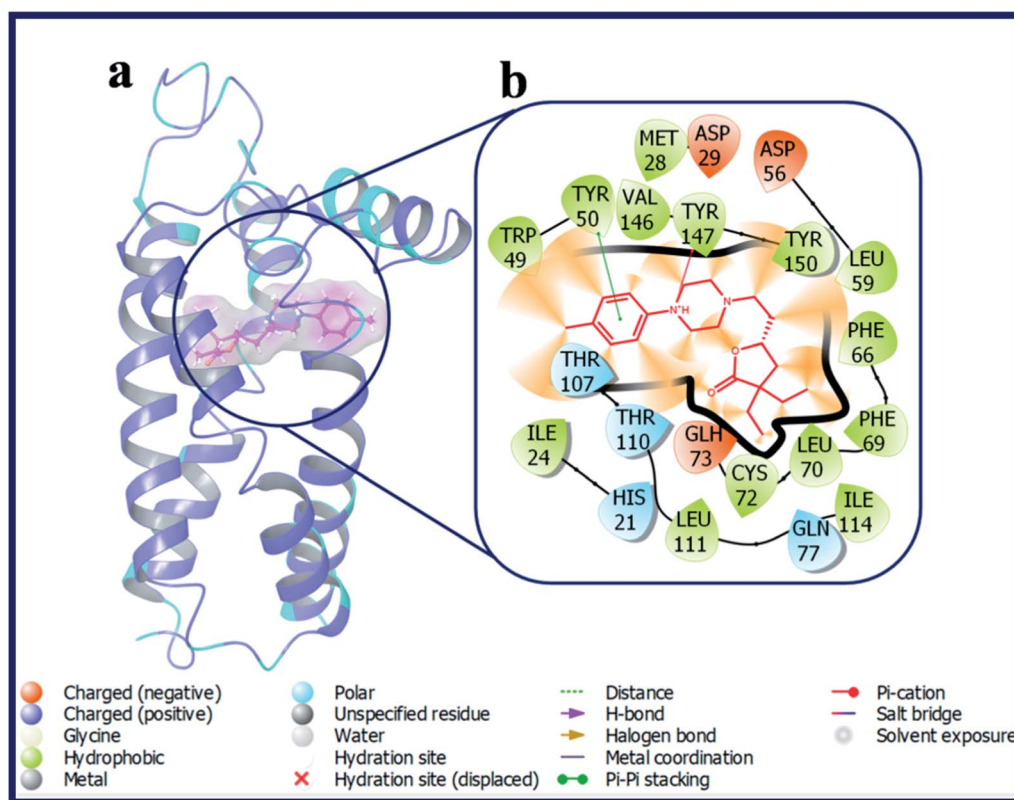 a
b
MET
28
ASP
29
ASP
56
TYR
50
VAL
146
TYR
147
TRP
49
TYR
150
LEU
59
N⁺H
N
PHE
66
O
O
THR
107
THR
110
GLH
73
CYS
72
LEU
70
PHE
69
ILE
24
HIS
21
LEU
111
GLN
77
ILE
114
Charged (negative)
Charged (positive)
Glycine
Hydrophobic
Metal
Polar
Unspecified residue
Water
Hydration site
Hydration site (displaced)
Distance
H-bond
Halogen bond
Metal coordination
Pi-Pi stacking
Pi-cation
Salt bridge
Solvent exposure